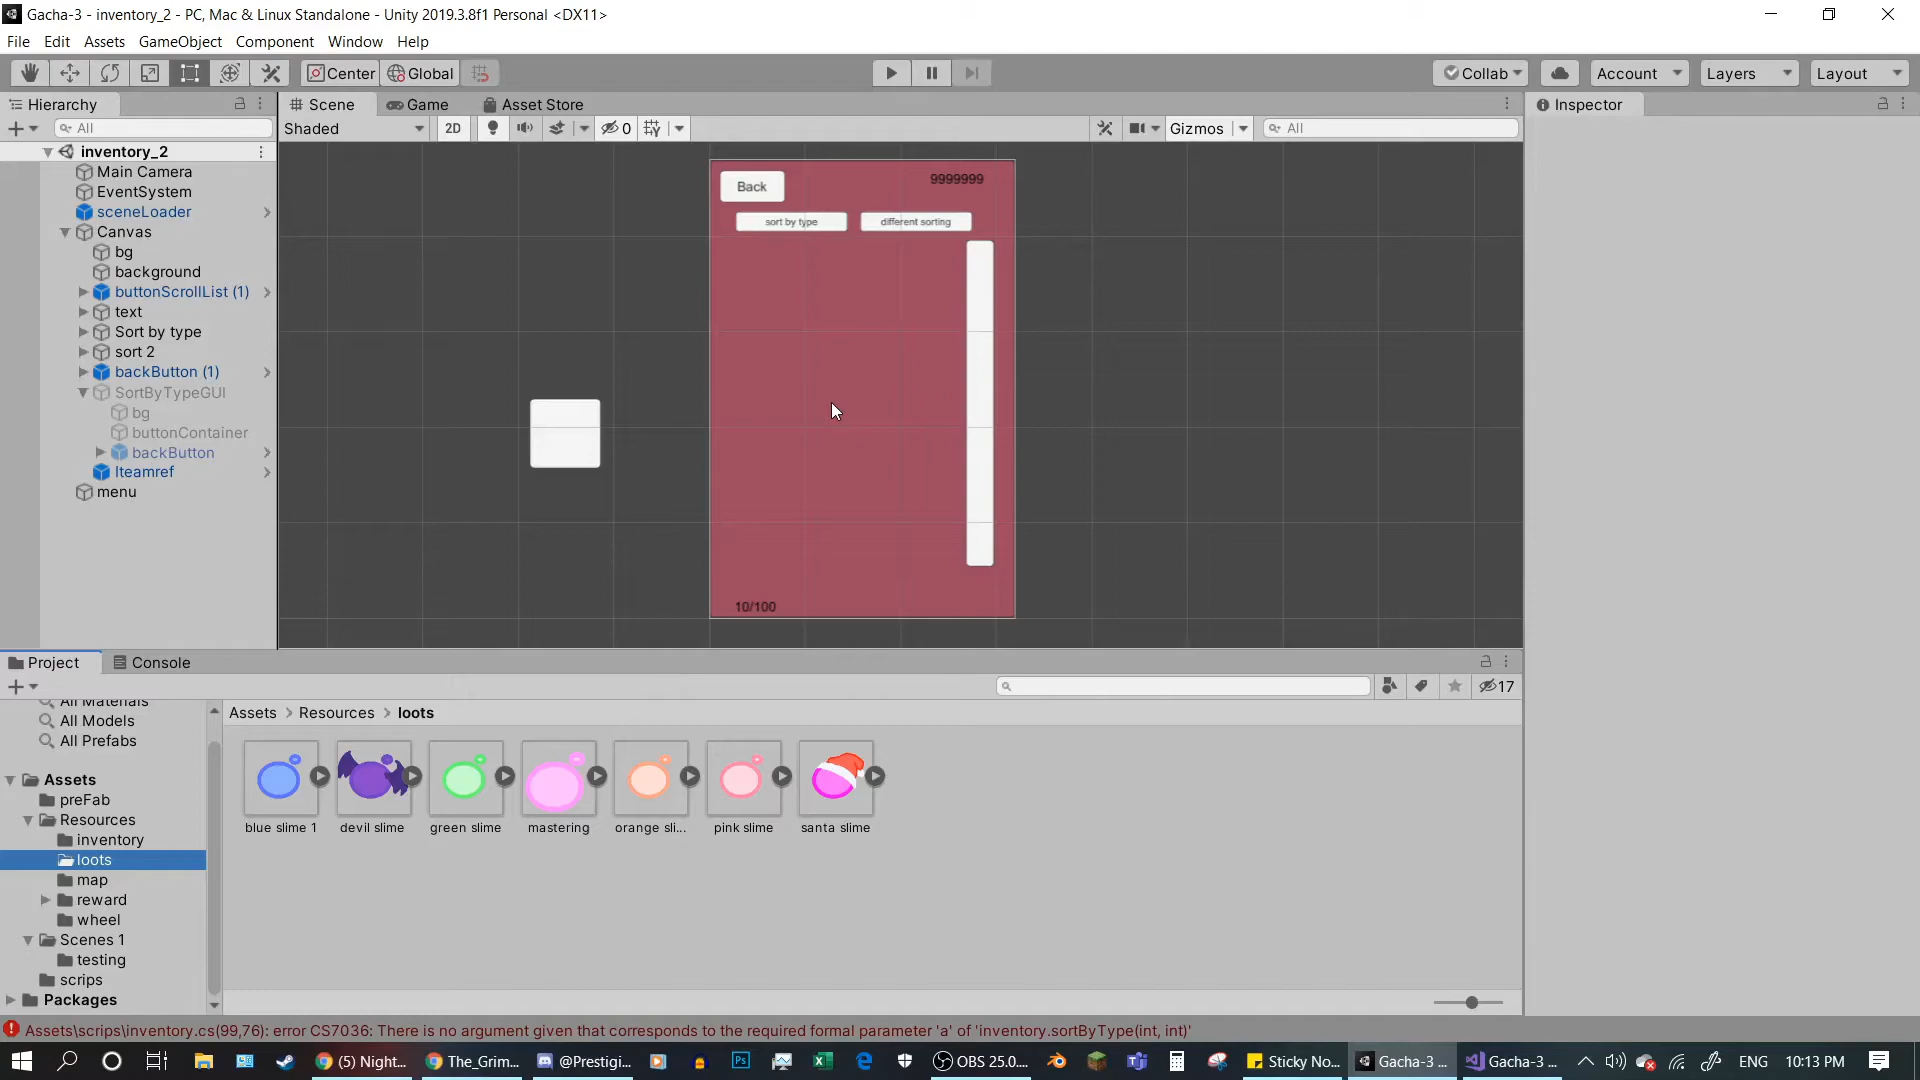 Gacha-3 - inventory_2 - PC, Mac & Linux Standalone - Unity 2019.3.8f1 Personal <DX11>
File Edit Assets GameObject Component Window Help
Center Global Collab Account Layers Layout
Hierarchy Scene Game Asset Store Inspector
All Shaded 2D 0 Gizmos All
inventory_2
Main Camera
EventSystem
sceneLoader
Canvas
bg
background
buttonScrollList (1)
text
Sort by type
sort 2
backButton (1)
SortByTypeGUI
bg
buttonContainer
backButton
Iteamref
menu
Back 9999999
sort by type different sorting
10/100
Project Console
17
All Materials
All Models
All Prefabs
Assets
preFab
Resources
inventory
loots
map
reward
wheel
Scenes 1
testing
scrips
Packages
Assets > Resources > loots
blue slime 1 devil slime green slime mastering orange sli... pink slime santa slime
Assets\scrips\inventory.cs(99,76): error CS7036: There is no argument given that corresponds to the required formal parameter 'a' of 'inventory.sortByType(int, int)'
(5) Night... The_Grim... @Prestigi... Ps OBS 25.0... Sticky No... Gacha-3 ... Gacha-3 ... ENG 10:13 PM